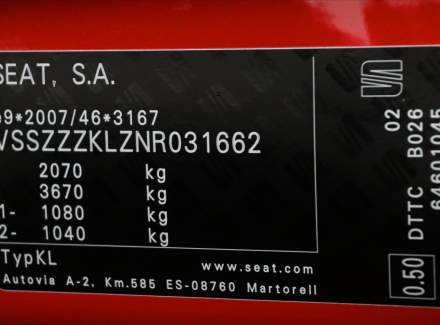 SEAT, S.A.
e9*2007/46*3167
VSSZZZKLZNR031662
2070 kg
3670 kg
1- 1080 kg
2- 1040 kg
TypKL
www.seat.com
Autovia A-2, Km.585 ES-08760 Martorell
0.50 DTTC B026 02
64601045